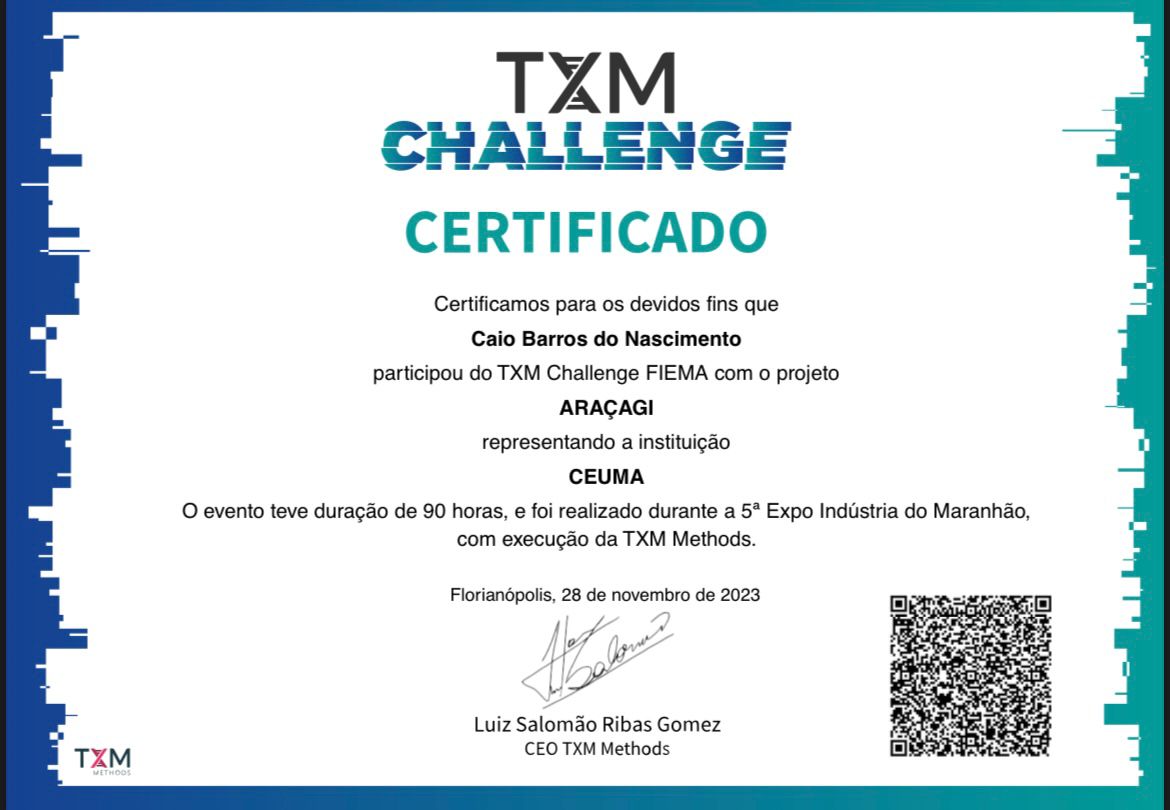 TXM
CHALLENGE
CERTIFICADO
Certificamos para os devidos fins que
Caio Barros do Nascimento
participou do TXM Challenge FIEMA com o projeto
ARAÇAGI
representando a instituição
CEUMA
O evento teve duração de 90 horas, e foi realizado durante a 5ª Expo Indústria do Maranhão,
com execução da TXM Methods.
Florianópolis, 28 de novembro de 2023
Luiz Salomão Ribas Gomez
CEO TXM Methods
TXM
METHODS